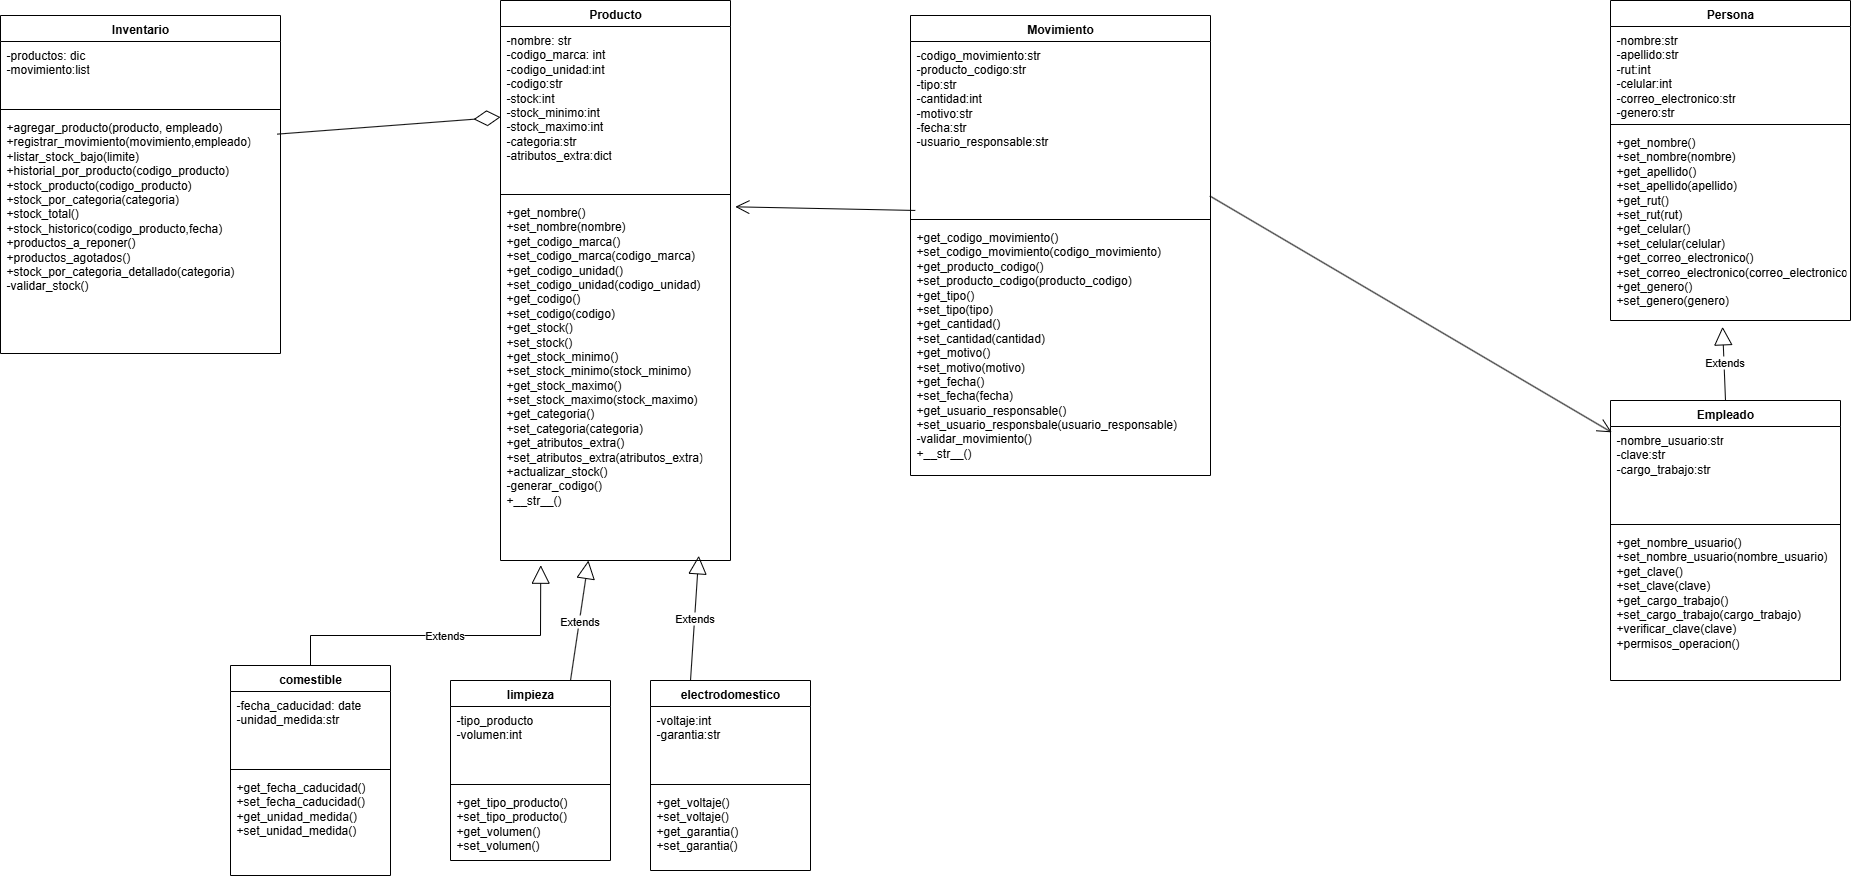 Inventario
-productos: dic
-movimiento:list
+agregar_producto(producto, empleado)
+registrar_movimiento(movimiento,empleado)
+listar_stock_bajo(limite)
+historial_por_producto(codigo_producto)
+stock_producto(codigo_producto)
+stock_por_categoria(categoria)
+stock_total()
+stock_historico(codigo_producto,fecha)
+productos_a_reponer()
+productos_agotados()
+stock_por_categoria_detallado(categoria)
-validar_stock()
Producto
-nombre: str
-codigo_marca: int
-codigo_unidad:int
-codigo:str
-stock:int
-stock_minimo:int
-stock_maximo:int
-categoria:str
-atributos_extra:dict
+get_nombre()
+set_nombre(nombre)
+get_codigo_marca()
+set_codigo_marca(codigo_marca)
+get_codigo_unidad()
+set_codigo_unidad(codigo_unidad)
+get_codigo()
+set_codigo(codigo)
+get_stock()
+set_stock()
+get_stock_minimo()
+set_stock_minimo(stock_minimo)
+get_stock_maximo()
+set_stock_maximo(stock_maximo)
+get_categoria()
+set_categoria(categoria)
+get_atributos_extra()
+set_atributos_extra(atributos_extra)
+actualizar_stock()
-generar_codigo()
+__str__()
Movimiento
-codigo_movimiento:str
-producto_codigo:str
-tipo:str
-cantidad:int
-motivo:str
-fecha:str
-usuario_responsable:str
+get_codigo_movimiento()
+set_codigo_movimiento(codigo_movimiento)
+get_producto_codigo()
+set_producto_codigo(producto_codigo)
+get_tipo()
+set_tipo(tipo)
+get_cantidad()
+set_cantidad(cantidad)
+get_motivo()
+set_motivo(motivo)
+get_fecha()
+set_fecha(fecha)
+get_usuario_responsable()
+set_usuario_responsbale(usuario_responsable)
-validar_movimiento()
+__str__()
Persona
-nombre:str
-apellido:str
-rut:int
-celular:int
-correo_electronico:str
-genero:str
+get_nombre()
+set_nombre(nombre)
+get_apellido()
+set_apellido(apellido)
+get_rut()
+set_rut(rut)
+get_celular()
+set_celular(celular)
+get_correo_electronico()
+set_correo_electronico(correo_electronico
+get_genero()
+set_genero(genero)
Extends
Empleado
-nombre_usuario:str
-clave:str
-cargo_trabajo:str
+get_nombre_usuario()
+set_nombre_usuario(nombre_usuario)
+get_clave()
+set_clave(clave)
+get_cargo_trabajo()
+set_cargo_trabajo(cargo_trabajo)
+verificar_clave(clave)
+permisos_operacion()
Extends
Extends
Extends
comestible
-fecha_caducidad: date
-unidad_medida:str
+get_fecha_caducidad()
+set_fecha_caducidad()
+get_unidad_medida()
+set_unidad_medida()
limpieza
-tipo_producto
-volumen:int
+get_tipo_producto()
+set_tipo_producto()
+get_volumen()
+set_volumen()
electrodomestico
-voltaje:int
-garantia:str
+get_voltaje()
+set_voltaje()
+get_garantia()
+set_garantia()